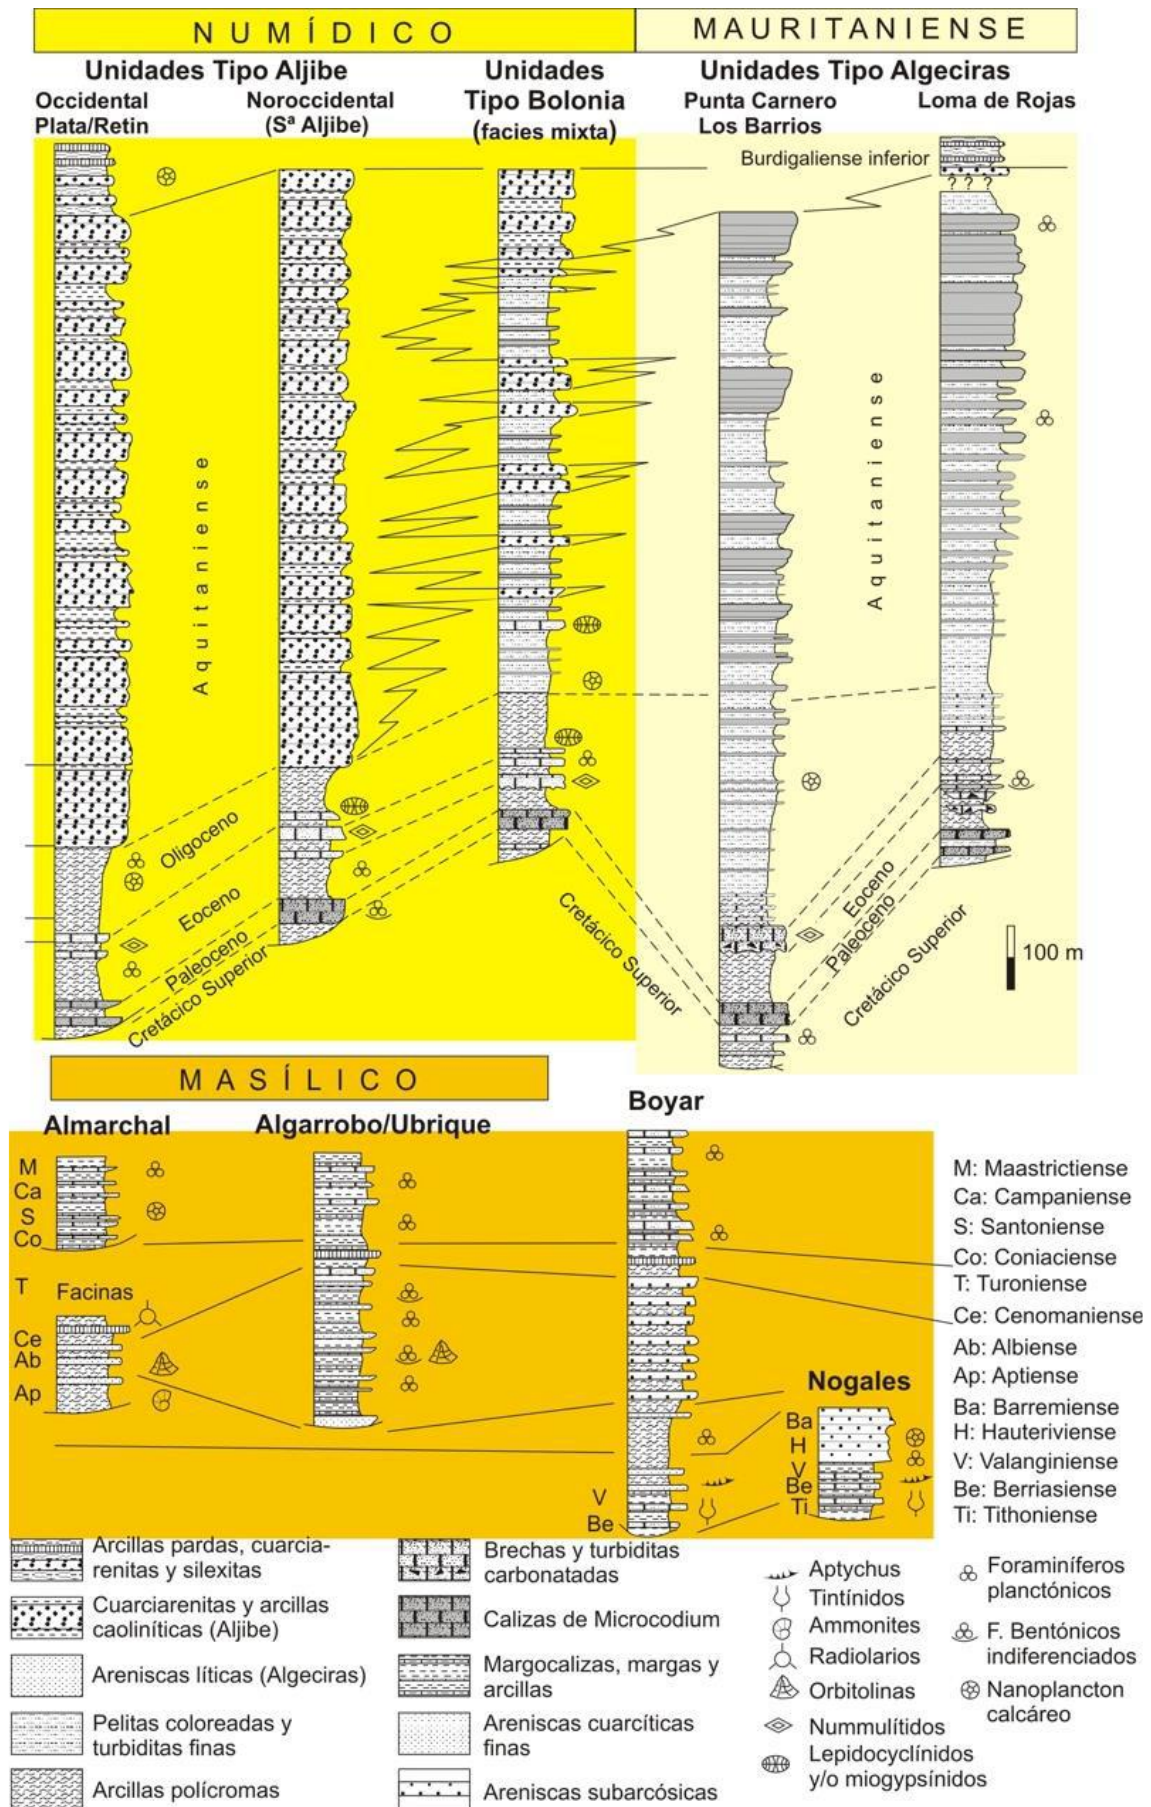 NUMÍDICO
MAURITANIENSE
Unidades Tipo Aljibe
Unidades
Tipo Bolonia
(facies mixta)
Unidades Tipo Algeciras
Occidental
Plata/Retin
Noroccidental
(Sª Aljibe)
Punta Carnero
Los Barrios
Loma de Rojas
Burdigaliense inferior
? ? ?
Aquitaniense
Aquitaniense
Oligoceno
Eoceno
Paleoceno
Cretácico Superior
Cretácico Superior
Eoceno
Paleoceno
Cretácico Superior
100 m
MASÍLICO
Almarchal
Algarrobo/Ubrique
Boyar
M
Ca
S
Co
T
Facinas
Ce
Ab
Ap
V
Be
Nogales
Ba
H
V
Be
Ti
M: Maastrictiense
Ca: Campaniense
S: Santoniense
Co: Coniaciense
T: Turoniense
Ce: Cenomaniense
Ab: Albiense
Ap: Aptiense
Ba: Barremiense
H: Hauteriviense
V: Valanginiense
Be: Berriasiense
Ti: Tithoniense
Arcillas pardas, cuarcia-
renitas y silexitas
Cuarciarenitas y arcillas
caoliníticas (Aljibe)
Areniscas líticas (Algeciras)
Pelitas coloreadas y
turbiditas finas
Arcillas polícromas
Brechas y turbiditas
carbonatadas
Calizas de Microcodium
Margocalizas, margas y
arcillas
Areniscas cuarcíticas
finas
Areniscas subarcósicas
Aptychus
Tintínidos
Ammonites
Radiolarios
Orbitolinas
Nummulítidos
Lepidocyclínidos
y/o miogypsínidos
Foraminíferos
planctónicos
F. Bentónicos
indiferenciados
Nanoplancton
calcáreo